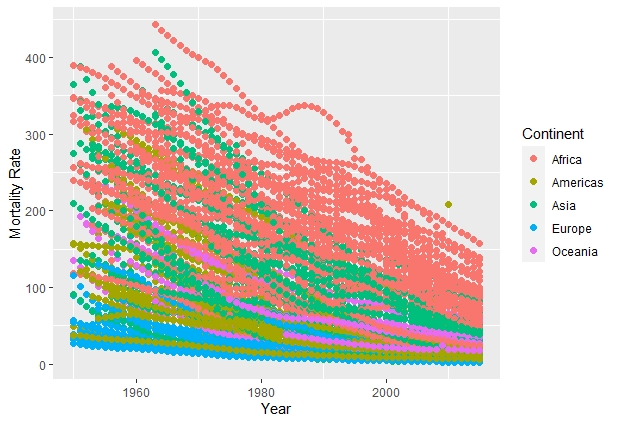 Mortality Rate
400
300
200
100
0
1960
1980
2000
Year
Continent
Africa
Americas
Asia
Europe
Oceania